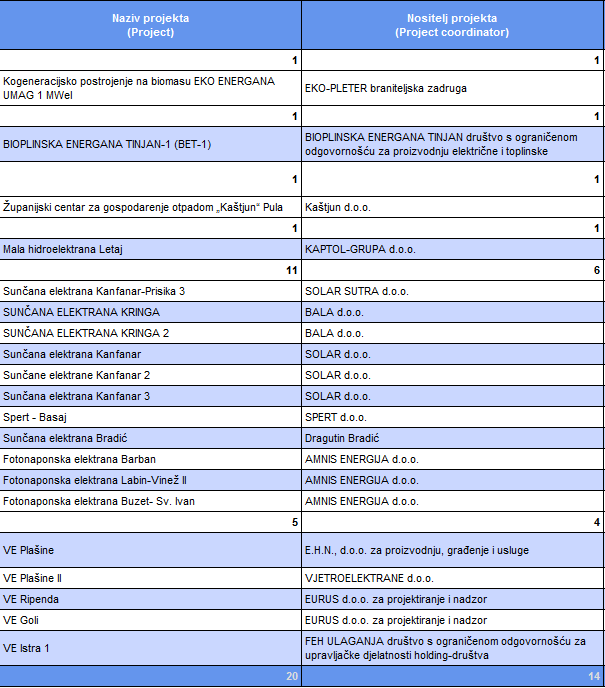 Naziv projekta
(Project)
Nositelj projekta
(Project coordinator)
1 1
Kogeneracijsko postrojenje na biomasu EKO ENERGANA
UMAG 1 MWel
EKO-PLETER braniteljska zadruga
1 1
BIOPLINSKA ENERGANA TINJAN-1 (BET-1)
BIOPLINSKA ENERGANA TINJAN društvo s ograničenom
odgovornošću za proizvodnju električne i toplinske
1 1
Županijski centar za gospodarenje otpadom „Kaštjun“ Pula Kaštjun d.o.o.
1 1
Mala hidroelektrana Letaj KAPTOL-GRUPA d.o.o.
11 6
Sunčana elektrana Kanfanar-Prisika 3 SOLAR SUTRA d.o.o.
SUNČANA ELEKTRANA KRINGA BALA d.o.o.
SUNČANA ELEKTRANA KRINGA 2 BALA d.o.o.
Sunčana elektrana Kanfanar SOLAR d.o.o.
Sunčane elektrane Kanfanar 2 SOLAR d.o.o.
Sunčana elektrana Kanfanar 3 SOLAR d.o.o.
Spert - Basaj SPERT d.o.o.
Sunčana elektrana Bradić Dragutin Bradić
Fotonaponska elektrana Barban AMNIS ENERGIJA d.o.o.
Fotonaponska elektrana Labin-Vinež II AMNIS ENERGIJA d.o.o.
Fotonaponska elektrana Buzet- Sv. Ivan AMNIS ENERGIJA d.o.o.
5 4
VE Plašine E.H.N., d.o.o. za proizvodnju, građenje i usluge
VE Plašine II VJETROELEKTRANE d.o.o.
VE Ripenda EURUS d.o.o. za projektiranje i nadzor
VE Goli EURUS d.o.o. za projektiranje i nadzor
VE Istra 1
FEH ULAGANJA društvo s ograničenom odgovornošću za
upravljačke djelatnosti holding-društva
20 14